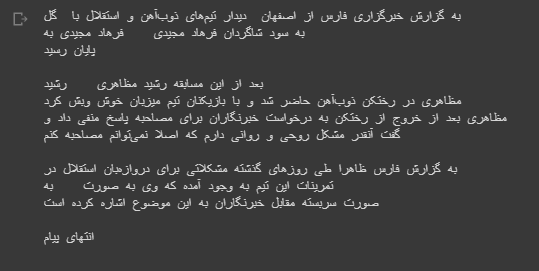 به گزارش خبرگزاری فارس از اصفهان  دیدار تیم‌های ذوب‌آهن و استقلال با  گل
به سود شاگردان فرهاد مجیدی    فرهاد مجیدی به
پایان رسید
بعد از این مسابقه رشید مظاهری    رشید
مظاهری در رختکن ذوب‌آهن حاضر شد و با بازیکنان تیم میزبان خوش وبش کرد
مظاهری بعد از خروج از رختکن به درخواست خبرنگاران برای مصاحبه پاسخ منفی داد و
گفت آنقدر مشکل روحی و روانی دارم که اصلا نمی‌توانم مصاحبه کنم
به گزارش فارس ظاهرا طی روزهای گذشته مشکلاتی برای دروازه‌بان استقلال در
تمرینات این تیم به وجود آمده که وی به صورت    به
صورت سربسته مقابل خبرنگاران به این موضوع اشاره کرده است
انتهای پیام